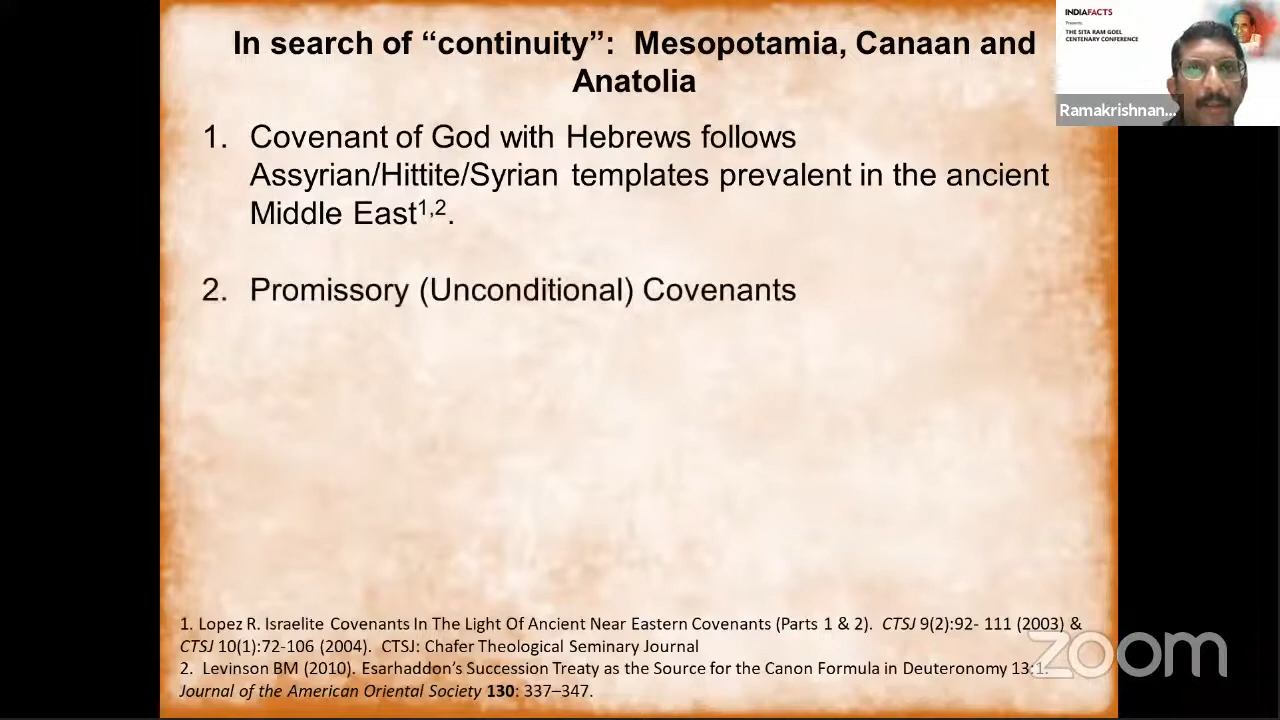 In search of “continuity”: Mesopotamia, Canaan and
Anatolia
1. Covenant of God with Hebrews follows
Assyrian/Hittite/Syrian templates prevalent in the ancient
Middle East1,2.
2. Promissory (Unconditional) Covenants
1. Lopez R. Israelite Covenants In The Light Of Ancient Near Eastern Covenants (Parts 1 & 2). CTSJ 9(2):92- 111 (2003) &
CTSJ 10(1):72-106 (2004). CTSJ: Chafer Theological Seminary Journal
2. Levinson BM (2010). Esarhaddon’s Succession Treaty as the Source for the Canon Formula in Deuteronomy 13:1.
Journal of the American Oriental Society 130: 337–347.
INDIAFACTS
Presents
THE SITA RAM GOEL
CENTENARY CONFERENCE
Ramakrishnan...
zoom